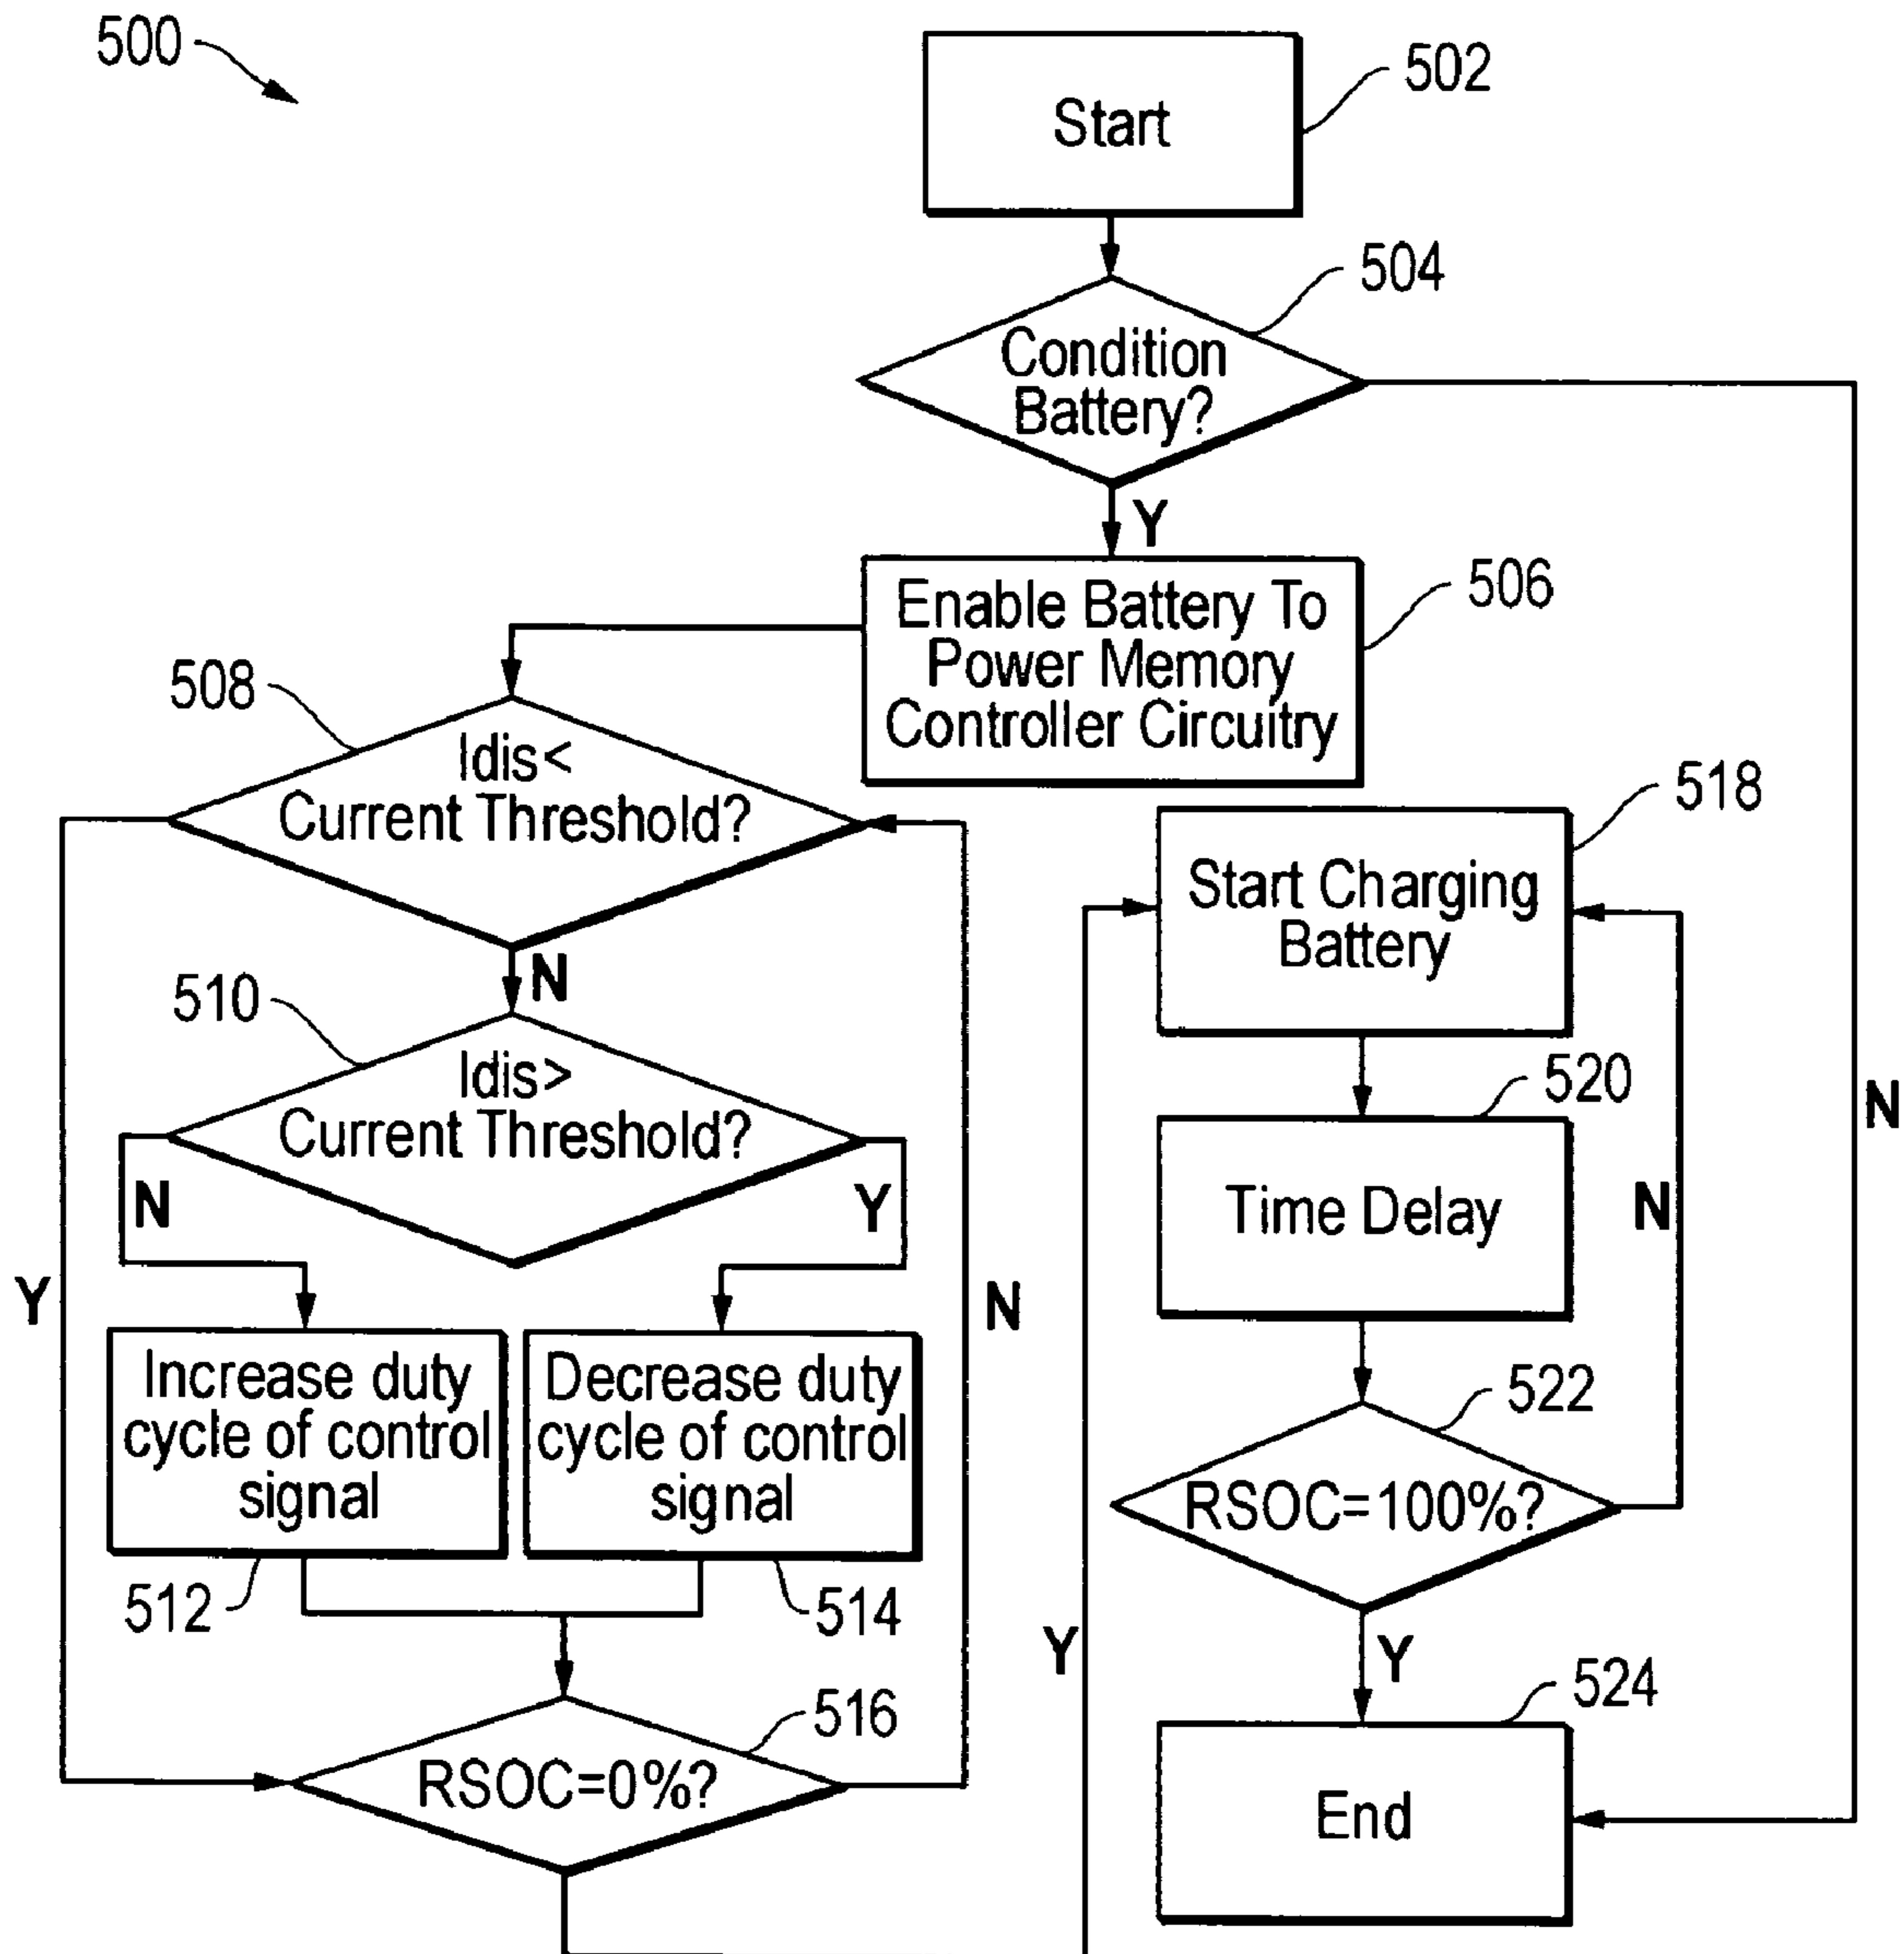 500
Start
502
Condition
Battery?
504
Y
N
Enable Battery To
Power Memory
Controller Circuitry
506
Idis<
Current Threshold?
508
Y
N
Idis>
Current Threshold?
510
N
Y
Increase duty
cycle of control
signal
512
Decrease duty
cycle of control
signal
514
RSOC=0%?
516
N
Y
Start Charging
Battery
518
Time Delay
520
RSOC=100%?
522
N
Y
End
524